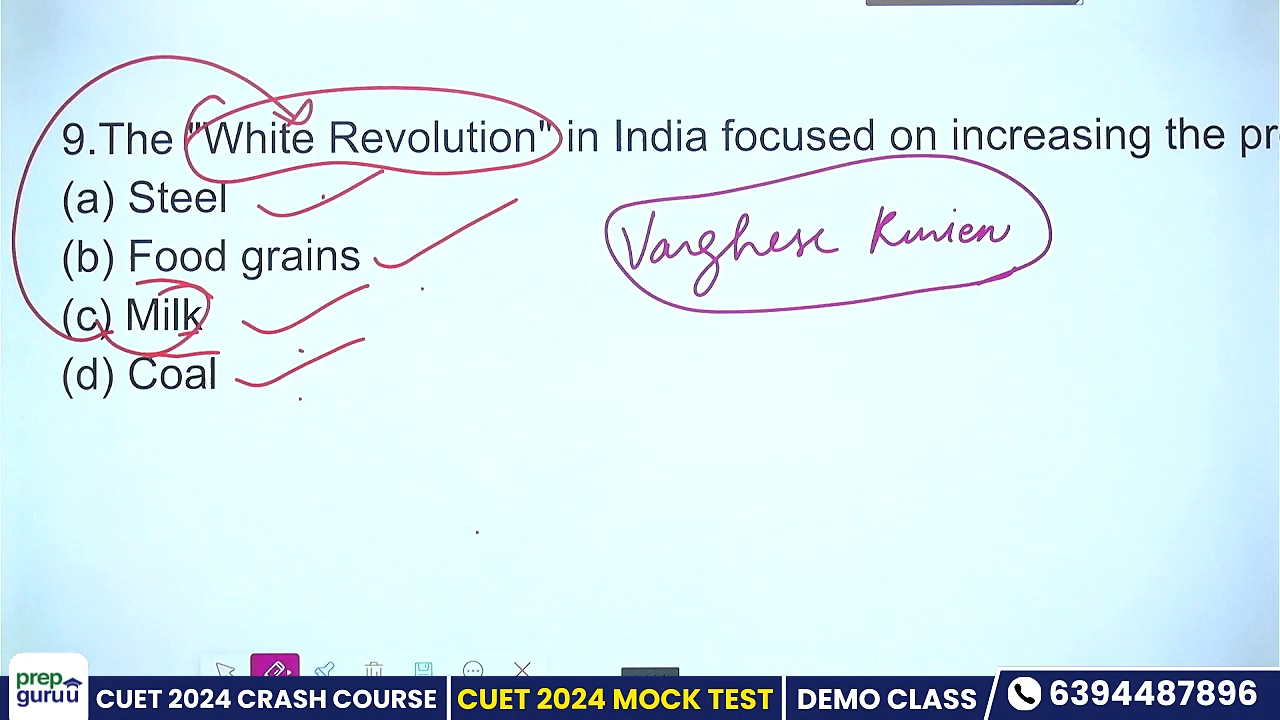 9.The "White Revolution" in India focused on increasing the pr
(a) Steel
(b) Food grains
Varghese Kurien
(c) Milk
(d) Coal
prep guruu
CUET 2024 CRASH COURSE
CUET 2024 MOCK TEST
DEMO CLASS
6394487896